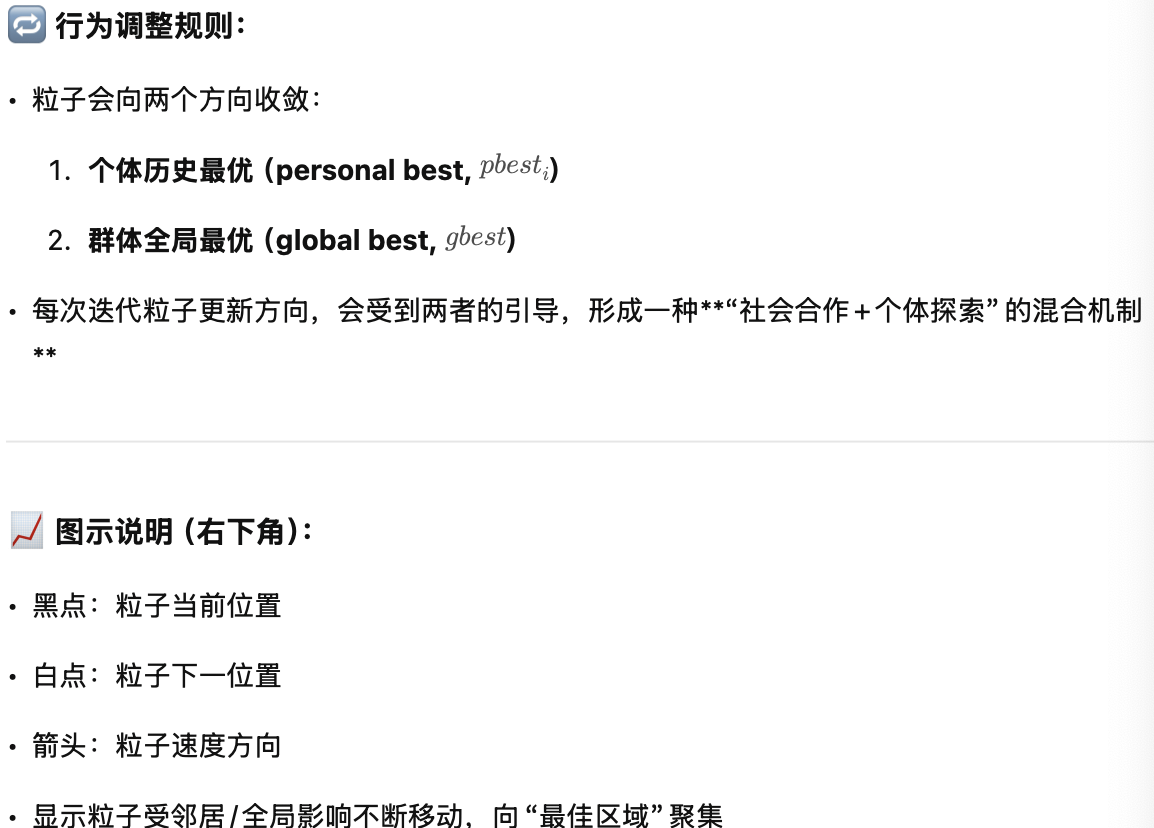 🔁 行为调整规则：
• 粒子会向两个方向收敛：
1. 个体历史最优（personal best, pbest_i）
2. 群体全局最优（global best, gbest）
• 每次迭代粒子更新方向，会受到两者的引导，形成一种**“社会合作+个体探索”的混合机制
**
📈 图示说明（右下角）：
• 黑点：粒子当前位置
• 白点：粒子下一位置
• 箭头：粒子速度方向
• 显示粒子受邻居/全局影响不断移动，向“最佳区域”聚集